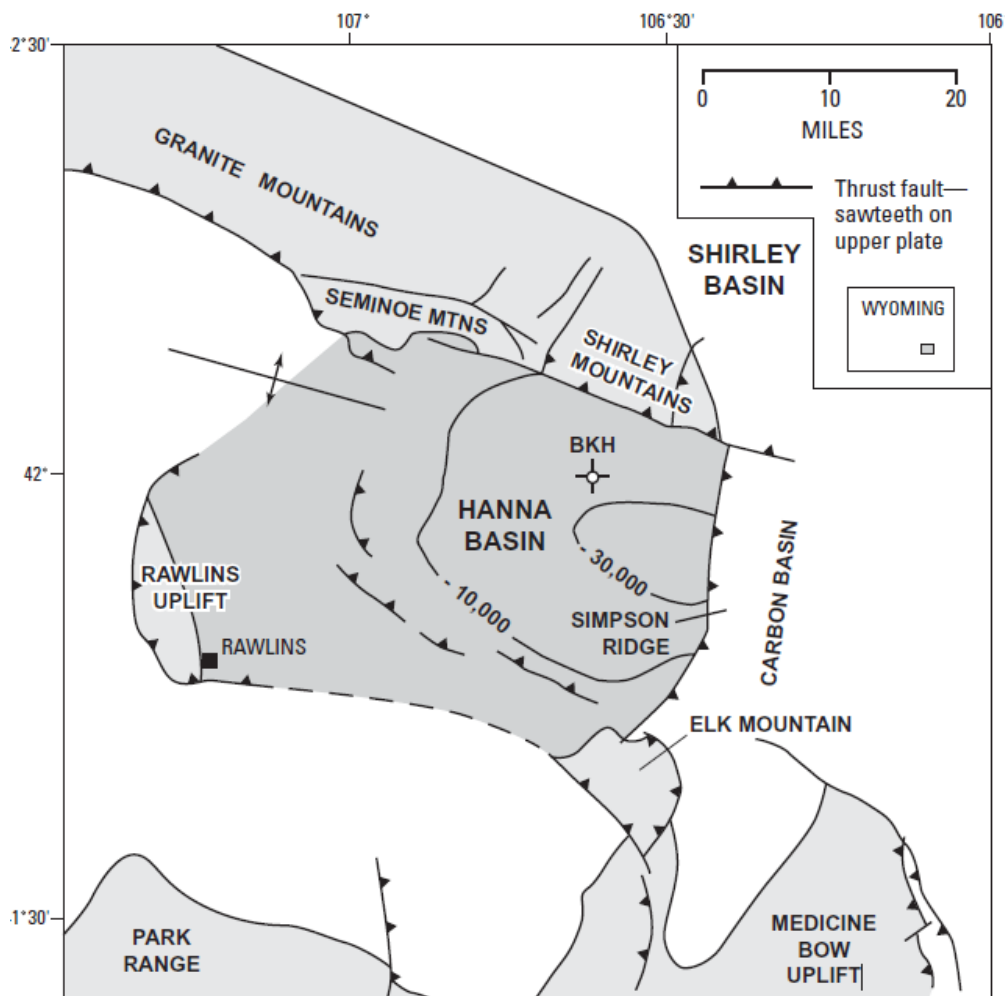 107°
106°30'
106
2°30'
0
10
20
MILES
Thrust fault—
sawteeth on
upper plate
WYOMING
GRANITE MOUNTAINS
SHIRLEY
BASIN
SEMINOE MTNS
SHIRLEY
MOUNTAINS
42°
BKH
HANNA
BASIN
- 30,000
- 10,000
SIMPSON
RIDGE
CARBON BASIN
RAWLINS
UPLIFT
RAWLINS
ELK MOUNTAIN
1°30'
PARK
RANGE
MEDICINE
BOW
UPLIFT